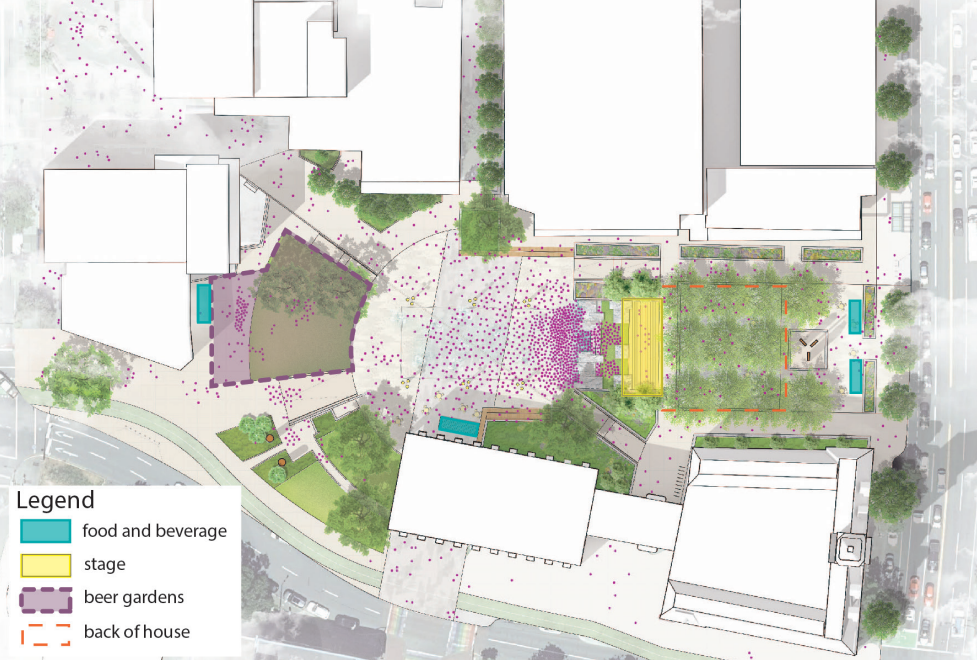 Legend
food and beverage
stage
beer gardens
back of house